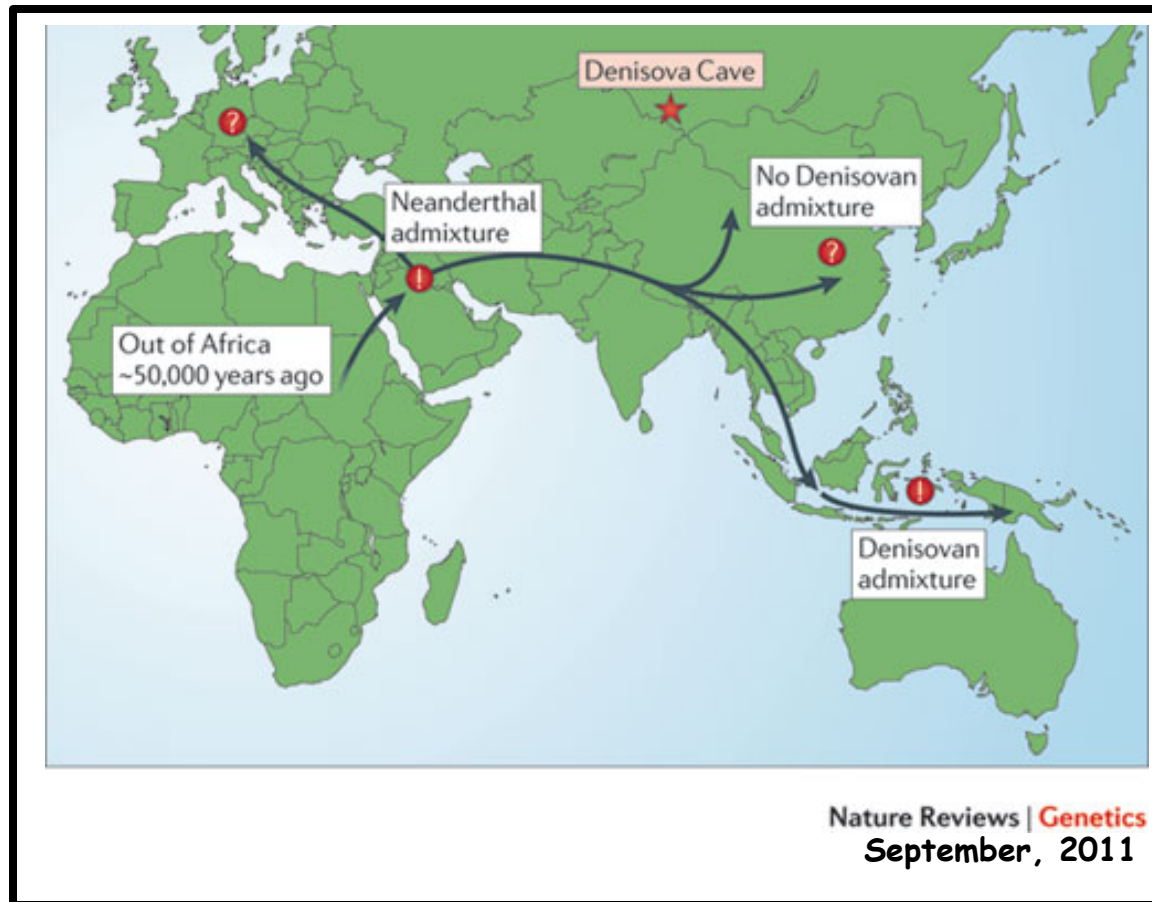 Denisova Cave
No Denisovan
admixture
?
Neanderthal
admixture
?
!
Out of Africa
~50,000 years ago
!
Denisovan
admixture
Nature Reviews | Genetics
September, 2011